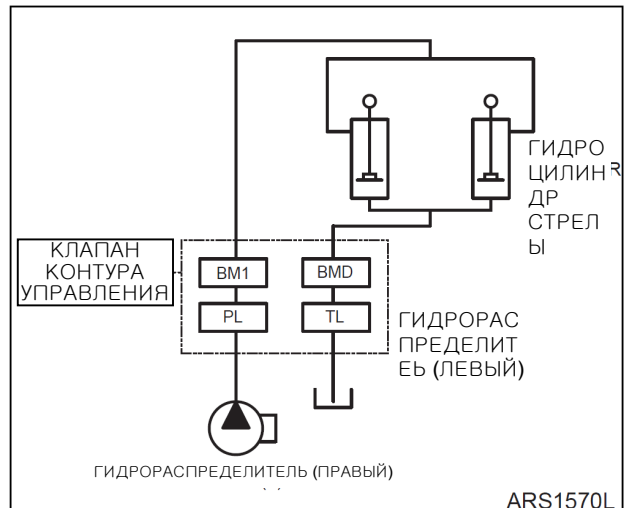 ГИДРО
ЦИЛИН
R
ДР
СТРЕЛ
Ы
КЛАПАН
КОНТУРА
УПРАВЛЕНИЯ
BM1
BMD
PL
TL
ГИДРОРАС
ПРЕДЕЛИТ
ЕЬ (ЛЕВЫЙ)
ГИДРОРАСПРЕДЕЛИТЕЛЬ (ПРАВЫЙ)
ARS1570L